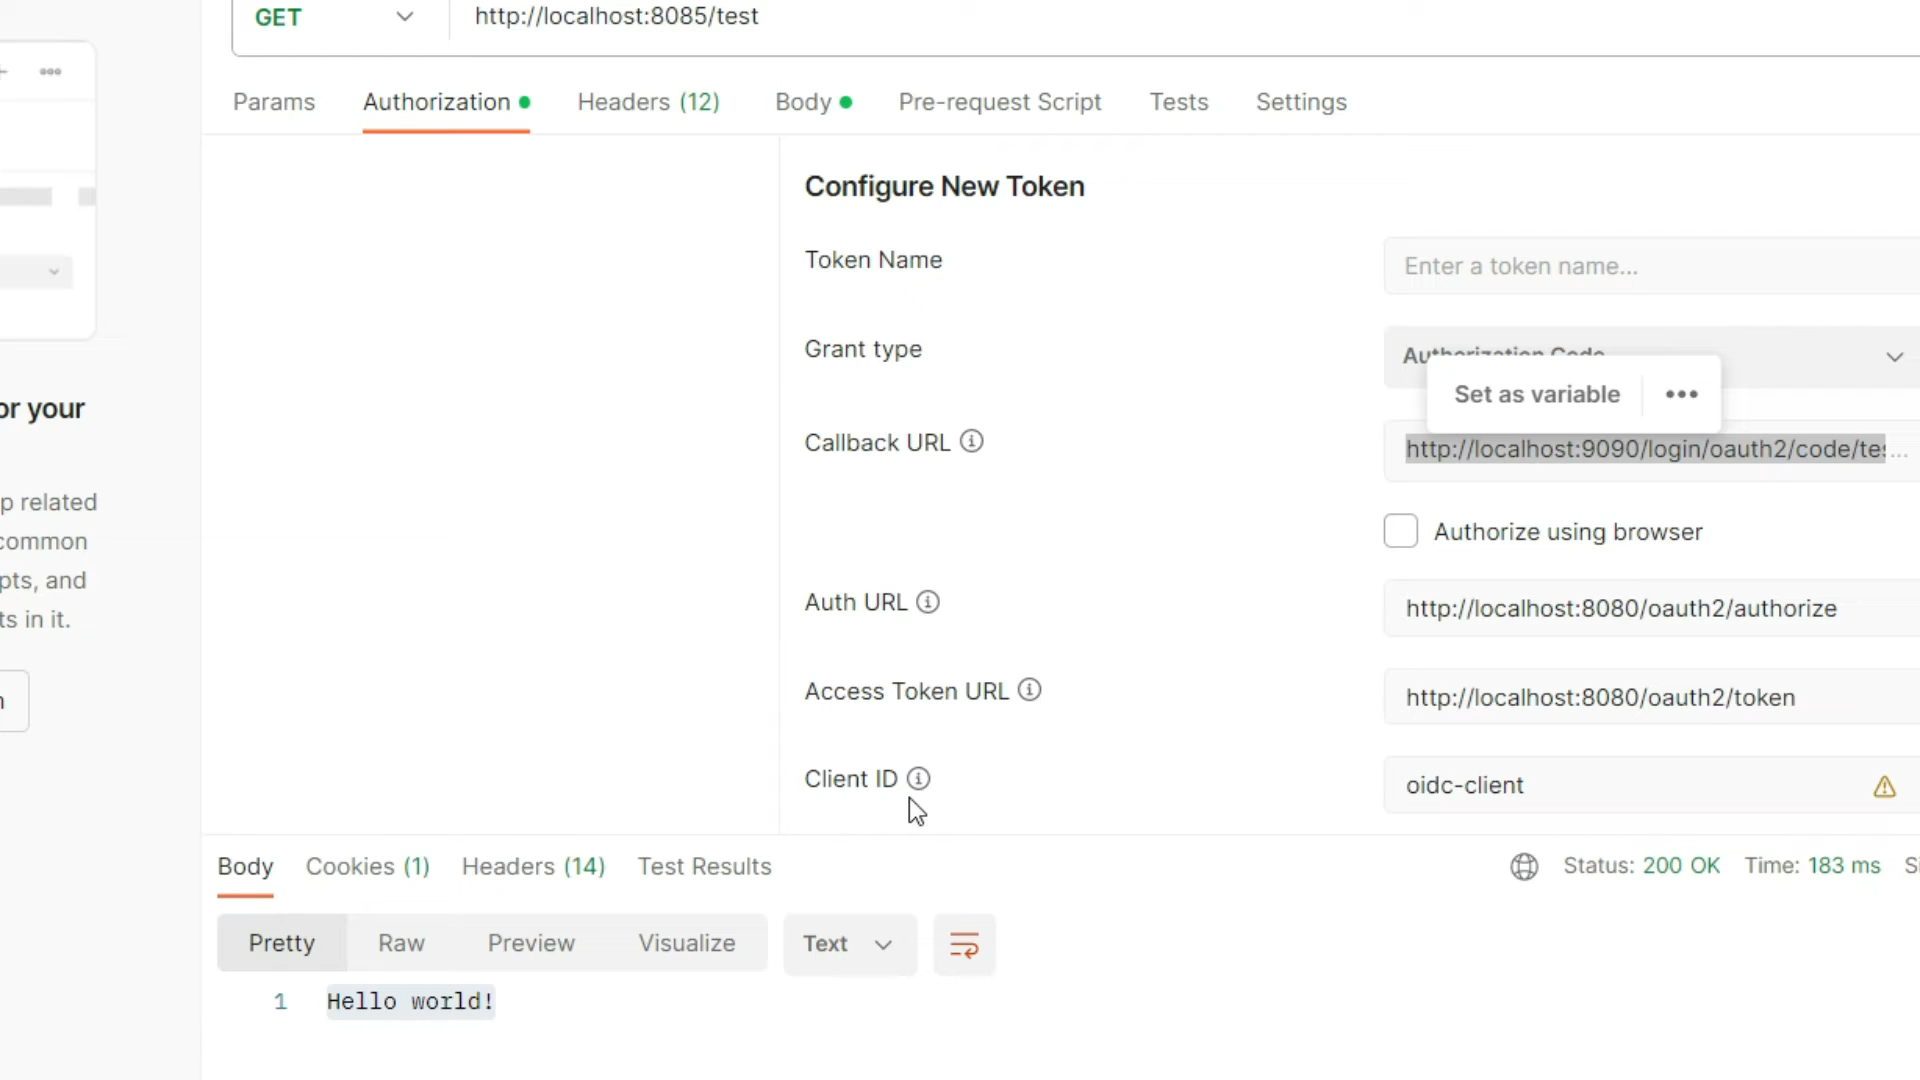 GET http://localhost:8085/test
Params Authorization Headers (12) Body Pre-request Script Tests Settings
Configure New Token
Token Name Enter a token name...
Grant type Authorization Code
Set as variable
Callback URL http://localhost:9090/login/oauth2/code/tes...
Authorize using browser
Auth URL http://localhost:8080/oauth2/authorize
Access Token URL http://localhost:8080/oauth2/token
Client ID oidc-client
or your
p related
common
pts, and
ts in it.
Body Cookies (1) Headers (14) Test Results Status: 200 OK Time: 183 ms
Pretty Raw Preview Visualize Text
1 Hello world!